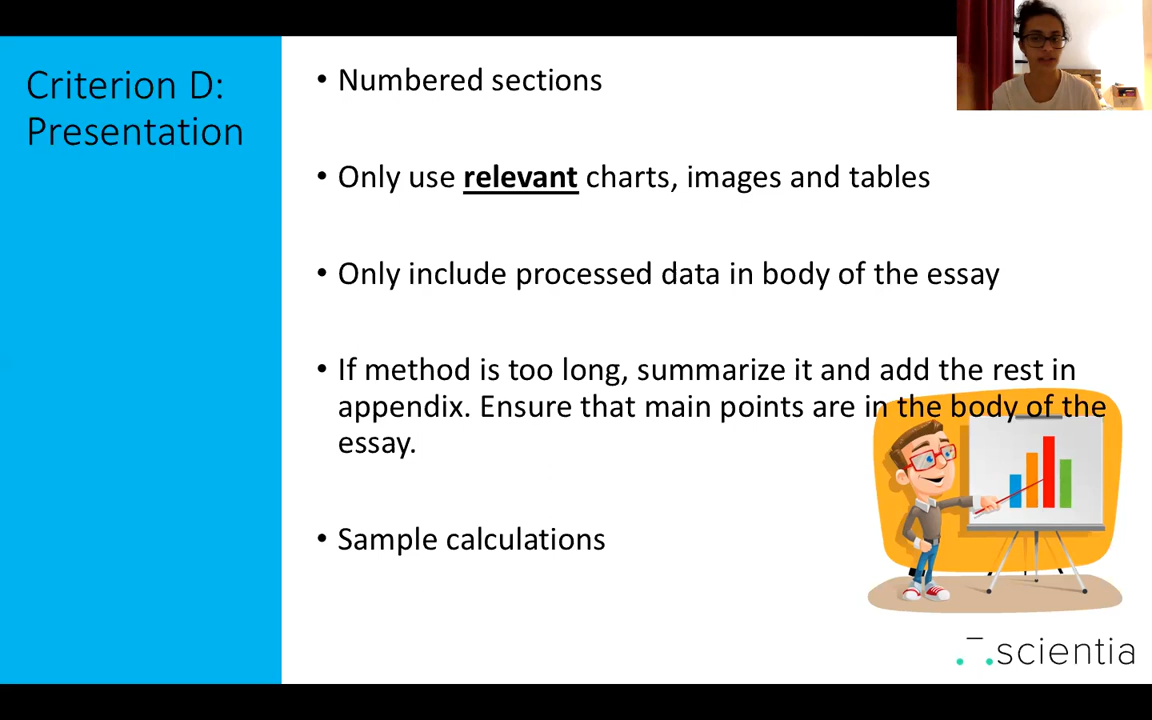 Criterion D:
Presentation
• Numbered sections
• Only use relevant charts, images and tables
• Only include processed data in body of the essay
• If method is too long, summarize it and add the rest in
appendix. Ensure that main points are in the body of the
essay.
• Sample calculations
scientia